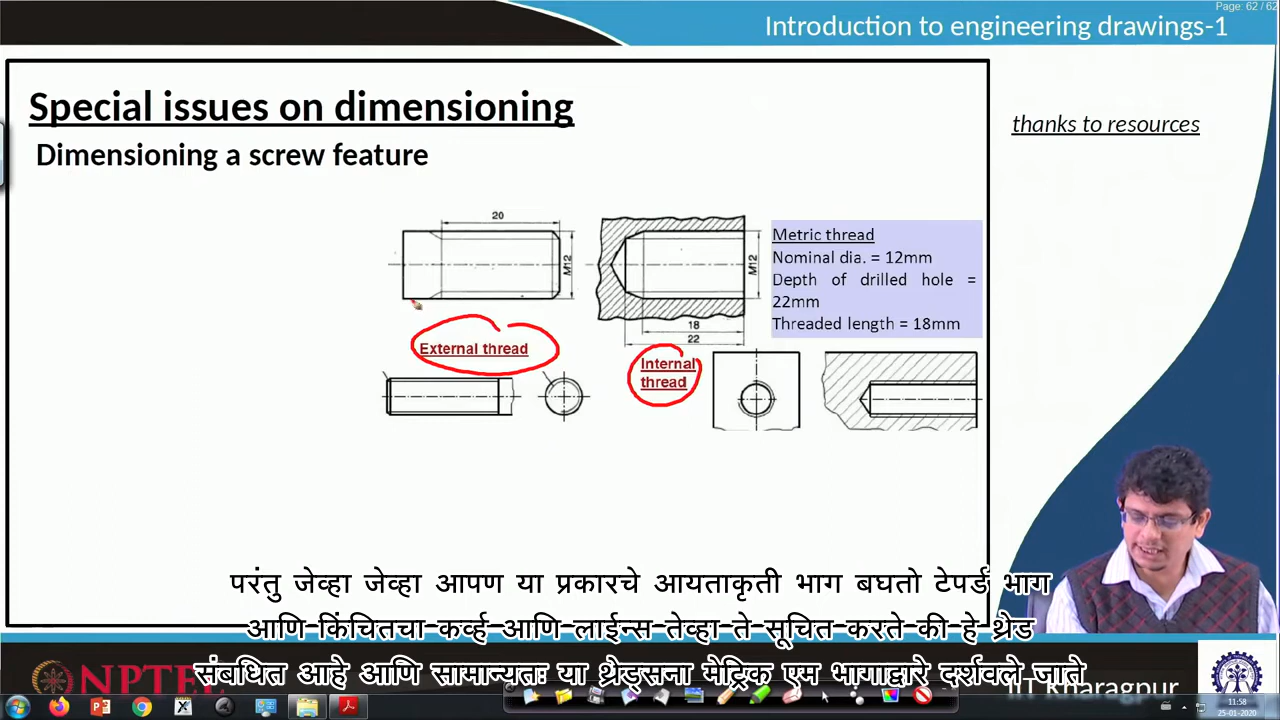 Page: 62 / 62
Introduction to engineering drawings-1
Special issues on dimensioning
thanks to resources
Dimensioning a screw feature
20
M12
M12
18
22
Metric thread
Nominal dia. = 12mm
Depth of drilled hole =
22mm
Threaded length = 18mm
External thread
Internal
thread
परंतु जेव्हा जेव्हा आपण या प्रकारचे आयताकृती भाग बघतो टेपर्ड भाग
आणि किंचितचा कर्व्ह आणि लाईन्स तेव्हा ते सूचित करते की हे थ्रेड
संबधित आहे आणि सामान्यतः या थ्रेड्सना मेट्रिक एम भागाद्वारे दर्शवले जाते
NPTEL
IIT Kharagpur
11:58
25-01-2020